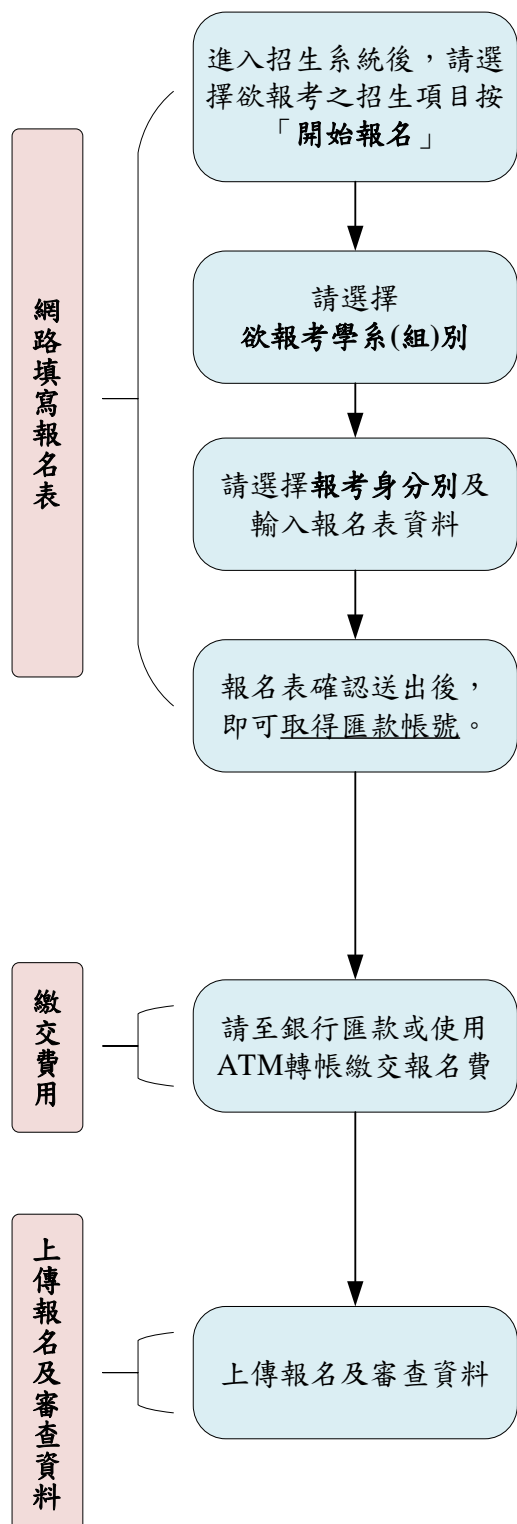 網路填寫報名表
進入招生系統後，請選
擇欲報考之招生項目按
「開始報名」
請選擇
欲報考學系(組)別
請選擇報考身分別及
輸入報名表資料
報名表確認送出後，
即可取得匯款帳號。
繳交費用
請至銀行匯款或使用
ATM轉帳繳交報名費
上傳報名及審查資料
上傳報名及審查資料